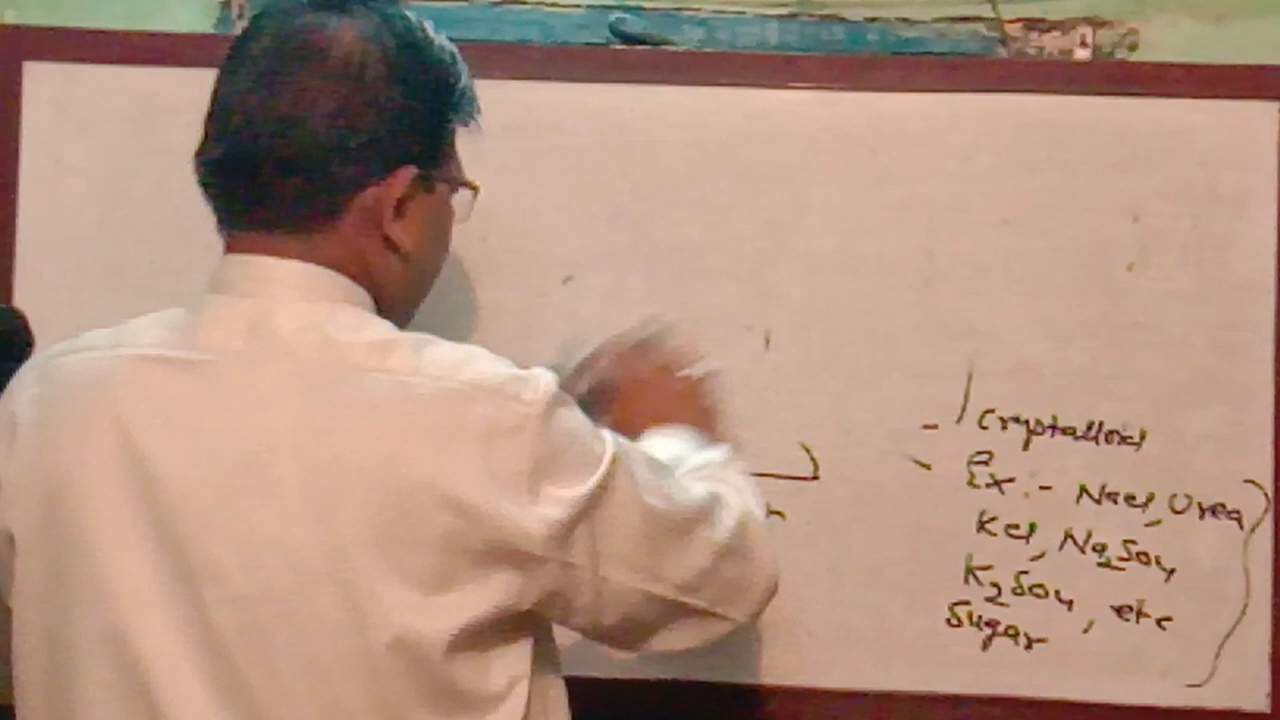 Crystalloid
Ex :- Nacl, Urea
Kcl, Na2So4
K2So4, etc
Sugar